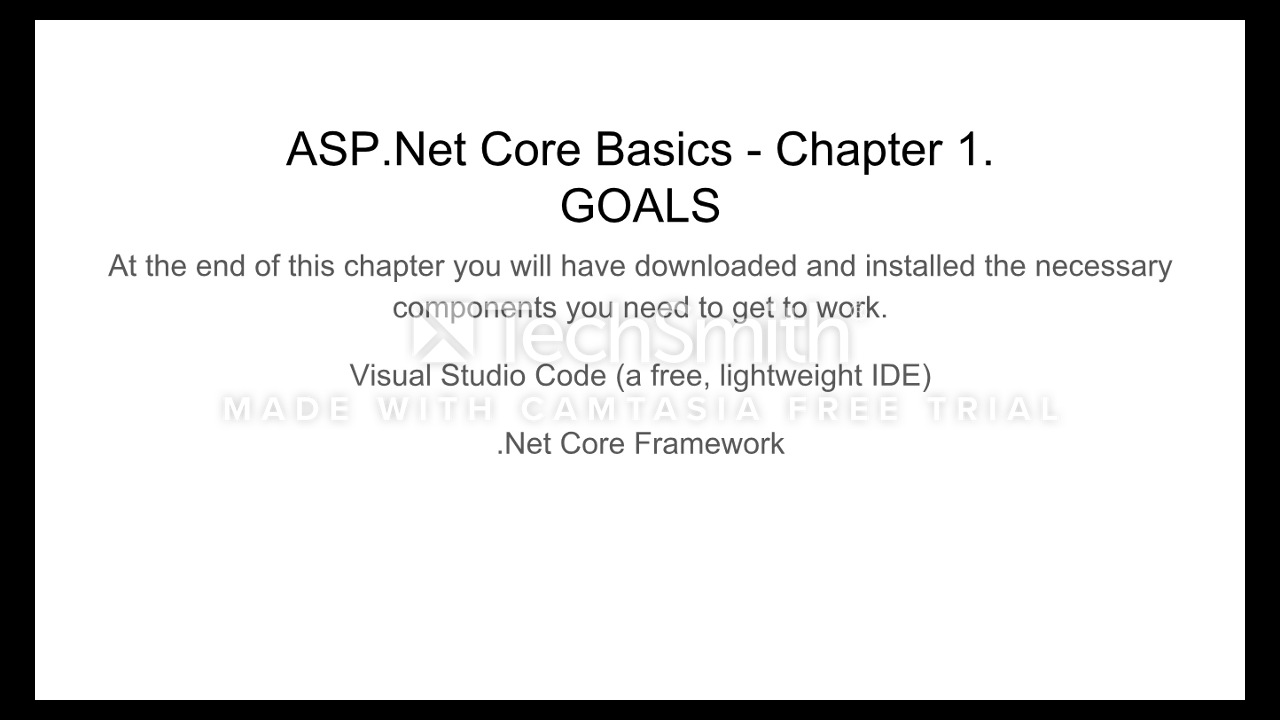 ASP.Net Core Basics - Chapter 1.
GOALS
At the end of this chapter you will have downloaded and installed the necessary
components you need to get to work.
TechSmith
Visual Studio Code (a free, lightweight IDE)
MADE WITH CAMTASIA FREE TRIAL
.Net Core Framework